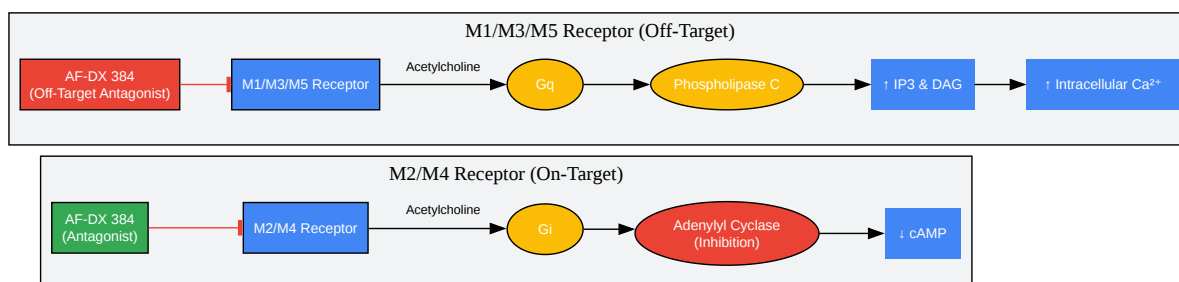 M1/M3/M5 Receptor (Off-Target)
AF-DX 384
(Off-Target Antagonist)
M1/M3/M5 Receptor
Acetylcholine
Gq
Phospholipase C
↑ IP3 & DAG
↑ Intracellular Ca²⁺
M2/M4 Receptor (On-Target)
AF-DX 384
(Antagonist)
M2/M4 Receptor
Acetylcholine
Gi
Adenylyl Cyclase
(Inhibition)
↓ cAMP